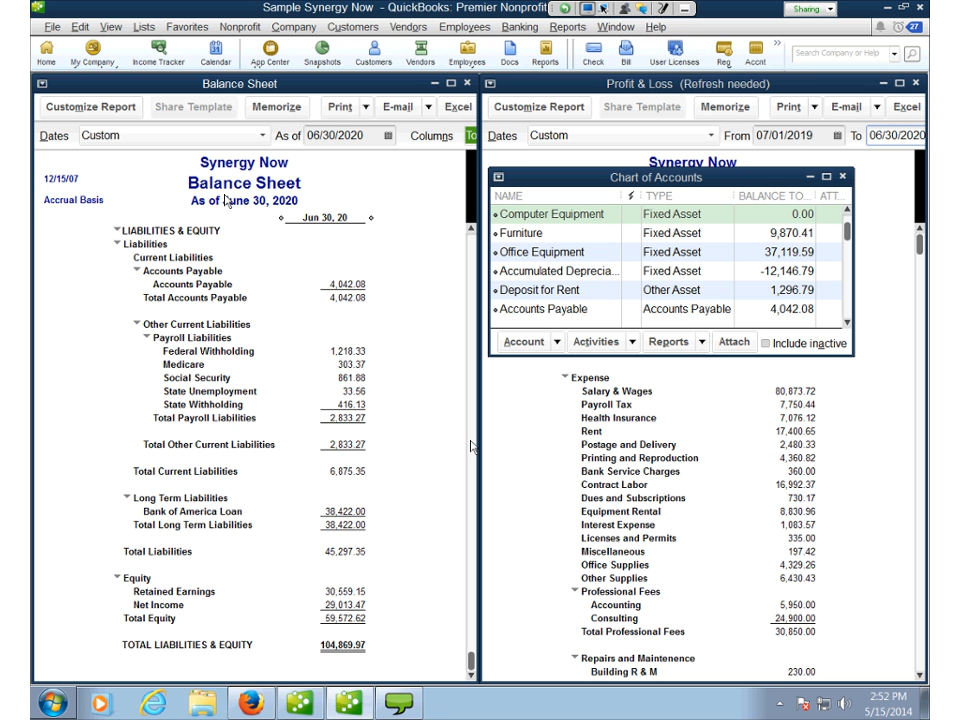 Sample Synergy Now - QuickBooks: Premier Nonprofit
Sharing
File Edit View Lists Favorites Nonprofit Company Customers Vendors Employees Banking Reports Window Help
27
Home My Company Income Tracker Calendar App Center Snapshots Customers Vendors Employees Docs Reports Check Bill User Licenses Reg Accnt
Search Company or Help
Balance Sheet
Customize Report Share Template Memorize Print E-mail Excel
Dates Custom As of 06/30/2020 Columns To
Synergy Now
12/15/07 Balance Sheet
Accrual Basis As of June 30, 2020
Jun 30, 20
LIABILITIES & EQUITY
Liabilities
Current Liabilities
Accounts Payable
Accounts Payable 4,042.08
Total Accounts Payable 4,042.08
Other Current Liabilities
Payroll Liabilities
Federal Withholding 1,218.33
Medicare 303.37
Social Security 861.88
State Unemployment 33.56
State Withholding 416.13
Total Payroll Liabilities 2,833.27
Total Other Current Liabilities 2,833.27
Total Current Liabilities 6,875.35
Long Term Liabilities
Bank of America Loan 38,422.00
Total Long Term Liabilities 38,422.00
Total Liabilities 45,297.35
Equity
Retained Earnings 30,559.15
Net Income 29,013.47
Total Equity 59,572.62
TOTAL LIABILITIES & EQUITY 104,869.97
Profit & Loss (Refresh needed)
Customize Report Share Template Memorize Print E-mail Excel
Dates Custom From 07/01/2019 To 06/30/2020
Synergy Now
Chart of Accounts
NAME TYPE BALANCE TO... ATT...
Computer Equipment Fixed Asset 0.00
Furniture Fixed Asset 9,870.41
Office Equipment Fixed Asset 37,119.59
Accumulated Deprecia... Fixed Asset -12,146.79
Deposit for Rent Other Asset 1,296.79
Accounts Payable Accounts Payable 4,042.08
Account Activities Reports Attach Include inactive
Expense
Salary & Wages 80,873.72
Payroll Tax 7,750.44
Health Insurance 7,076.12
Rent 17,400.65
Postage and Delivery 2,480.33
Printing and Reproduction 4,360.82
Bank Service Charges 360.00
Contract Labor 16,992.37
Dues and Subscriptions 730.17
Equipment Rental 8,830.96
Interest Expense 1,083.57
Licenses and Permits 335.00
Miscellaneous 197.42
Office Supplies 4,329.26
Other Supplies 6,430.43
Professional Fees
Accounting 5,950.00
Consulting 24,900.00
Total Professional Fees 30,850.00
Repairs and Maintenence
Building R & M 230.00
2:52 PM
5/15/2014